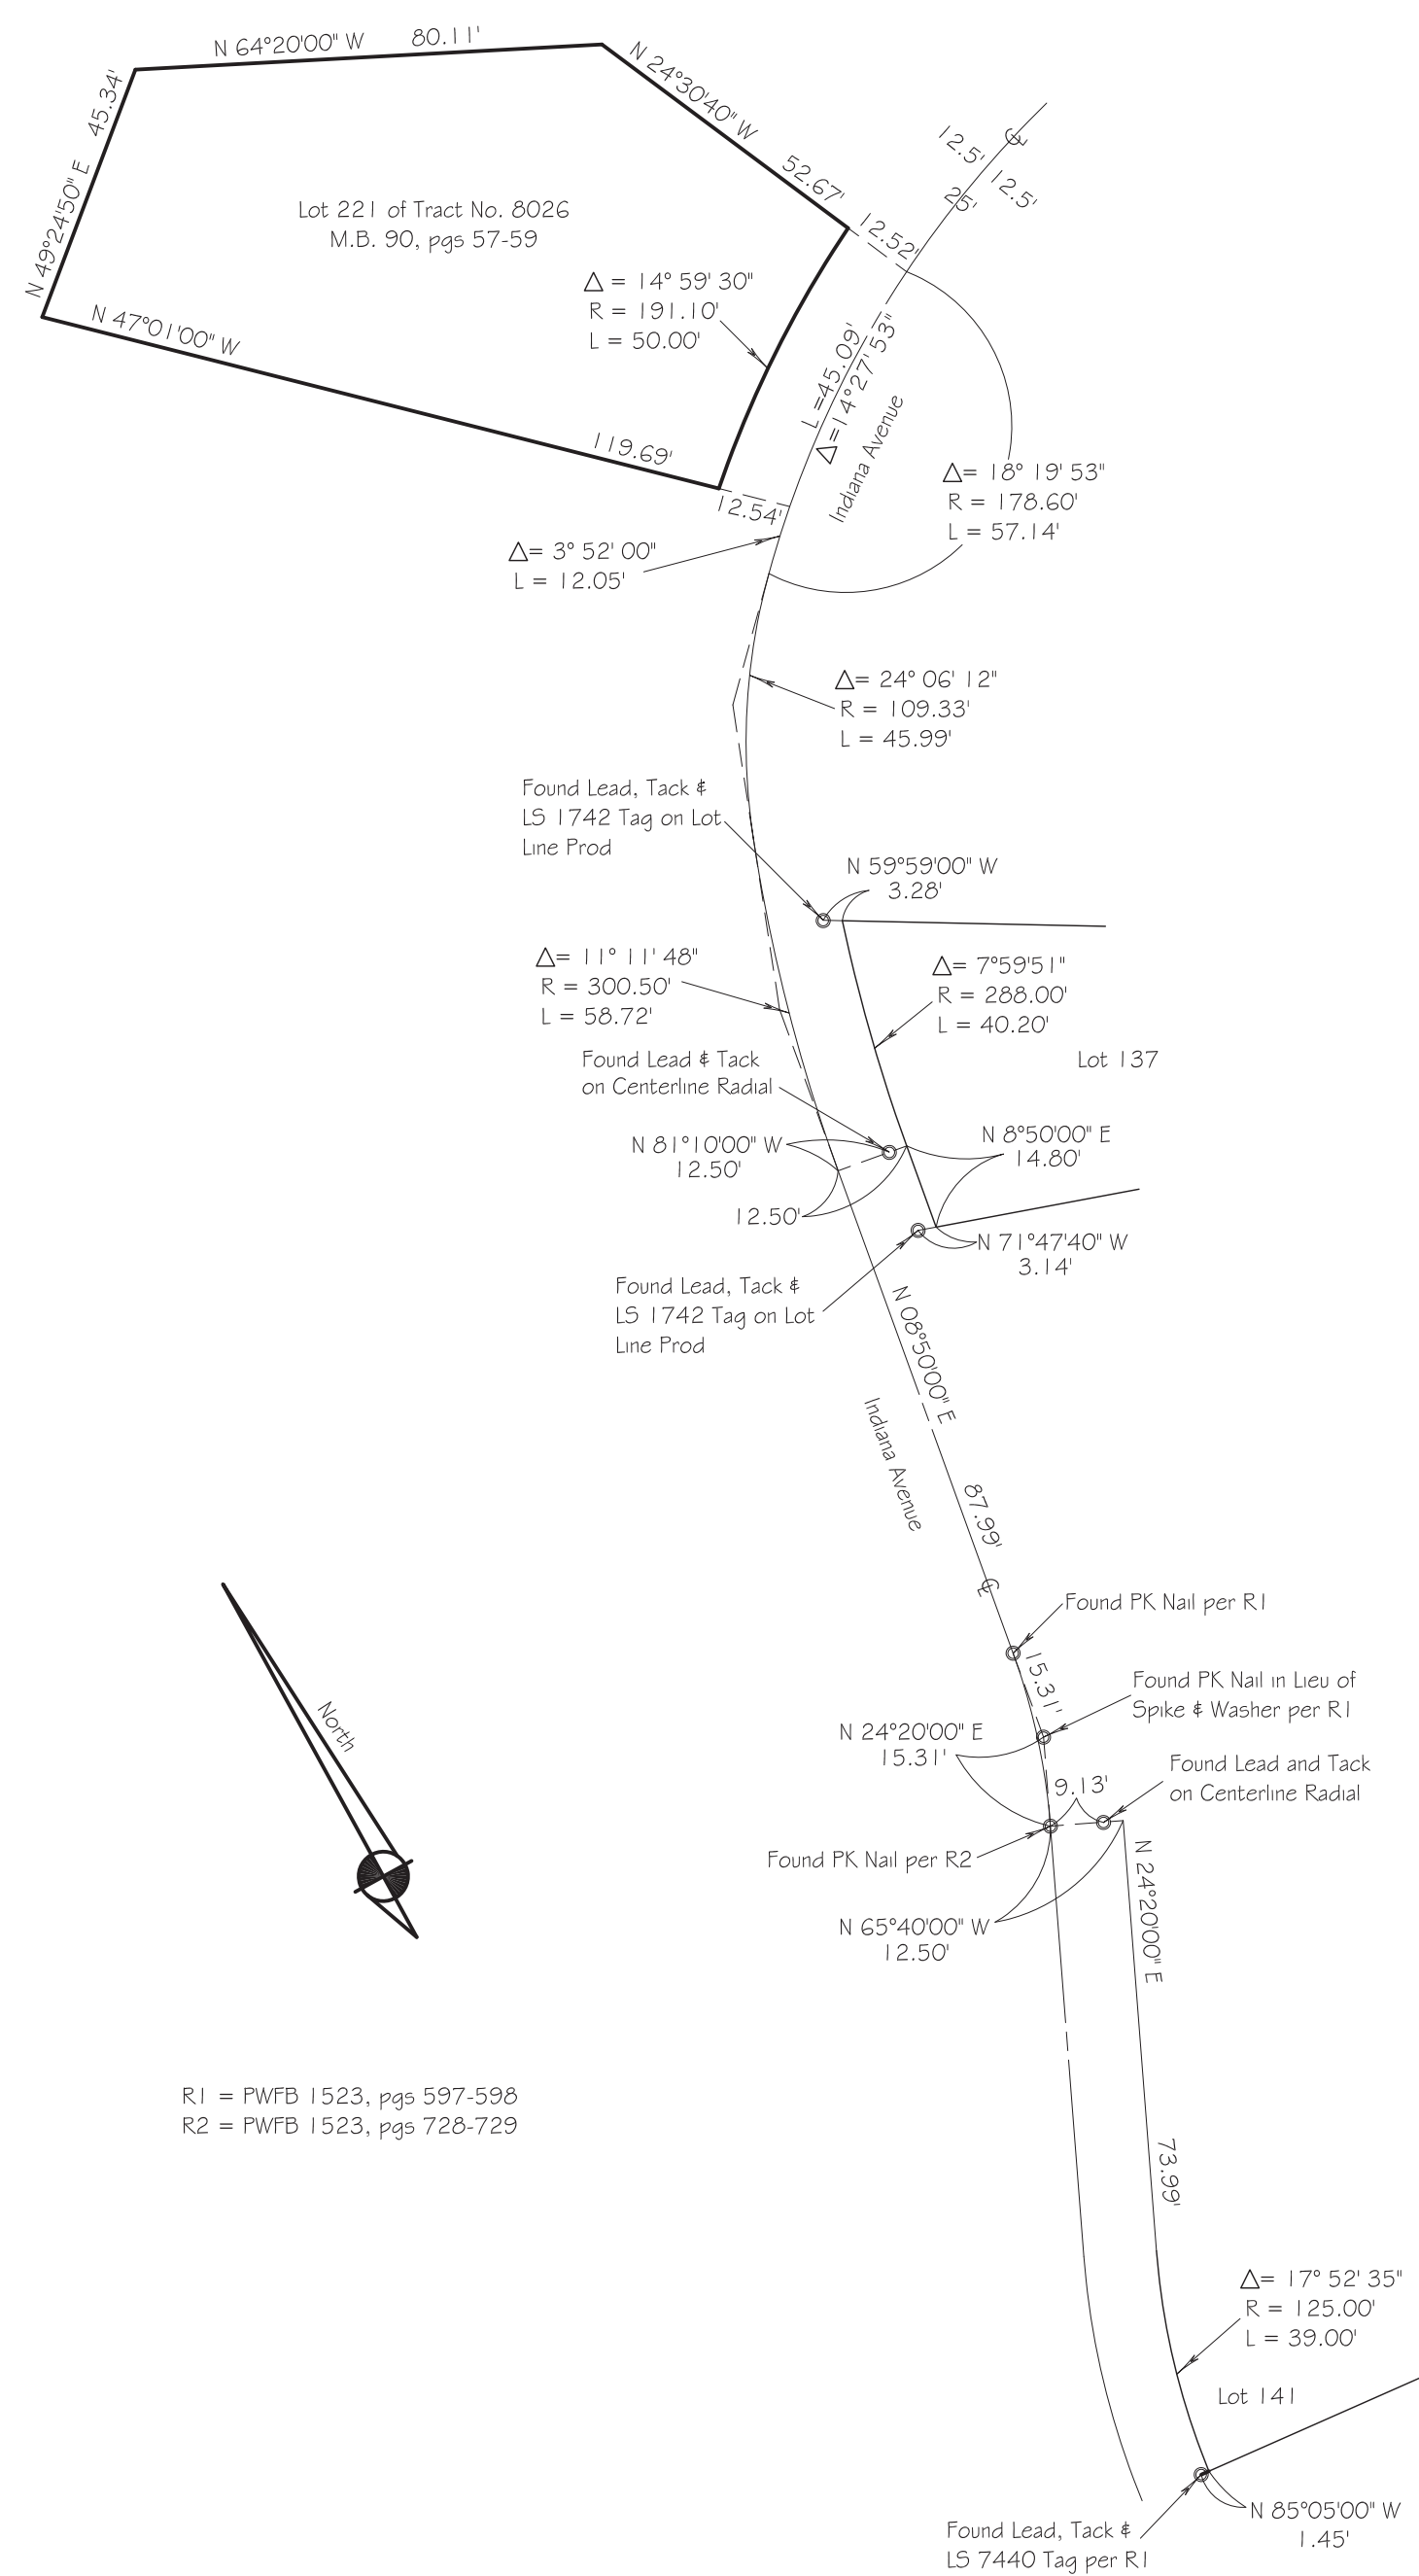 N 64°20'00" W 80.11'
N 24°30'40" W 52.67'
N 49°24'50" E 45.34'
Lot 221 of Tract No. 8026
M.B. 90, pgs 57-59
N 47°01'00" W 119.69'
Δ = 14° 59' 30"
R = 191.10'
L = 50.00'
12.5' 12.5'
25'
12.52'
L =45.09'
Δ=14°27' 53"
Indiana Avenue
Δ= 18° 19' 53"
R = 178.60'
L = 57.14'
12.54'
Δ= 3° 52' 00"
L = 12.05'
Δ= 24° 06' 12"
R = 109.33'
L = 45.99'
Found Lead, Tack &
LS 1742 Tag on Lot
Line Prod
N 59°59'00" W
3.28'
Δ= 11° 11' 48"
R = 300.50'
L = 58.72'
Δ= 7°59'51"
R = 288.00'
L = 40.20'
Lot 137
Found Lead & Tack
on Centerline Radial
N 81°10'00" W
12.50'
N 8°50'00" E
14.80'
12.50'
N 71°47'40" W
3.14'
Found Lead, Tack &
LS 1742 Tag on Lot
Line Prod
N 08°50'00" E
87.99'
Indiana Avenue
℄
Found PK Nail per R1
15.31'
Found PK Nail in Lieu of
Spike & Washer per R1
N 24°20'00" E
15.31'
Found Lead and Tack
on Centerline Radial
9.13'
Found PK Nail per R2
N 65°40'00" W
12.50'
N 24°20'00" E
73.99'
North
R1 = PWFB 1523, pgs 597-598
R2 = PWFB 1523, pgs 728-729
Δ= 17° 52' 35"
R = 125.00'
L = 39.00'
Lot 141
N 85°05'00" W
1.45'
Found Lead, Tack &
LS 7440 Tag per R1
℄